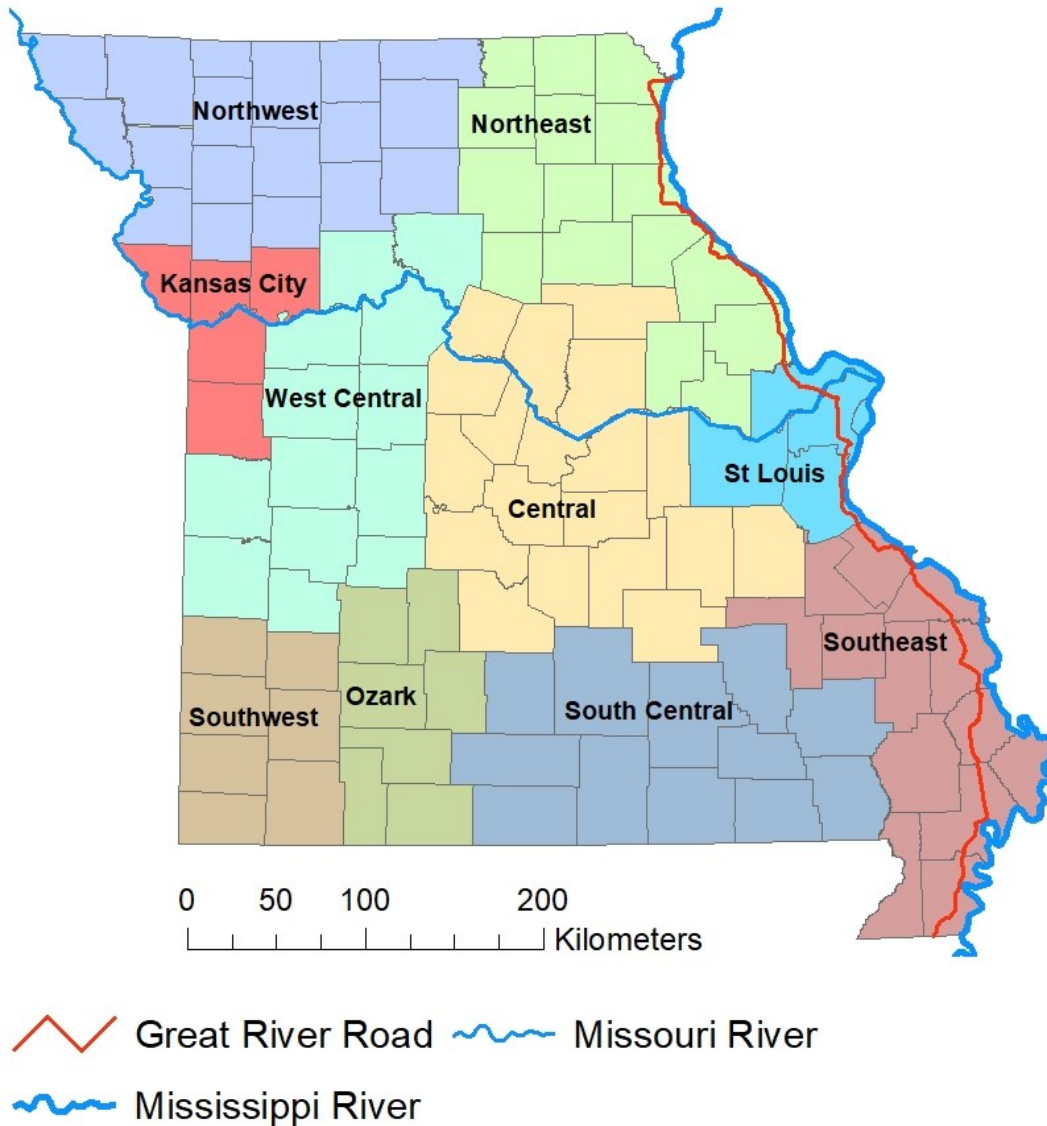 Northwest
Northeast
Kansas City
West Central
St Louis
Central
Southeast
Ozark
Southwest
South Central
0 50 100 200
Kilometers
Great River Road Missouri River
Mississippi River